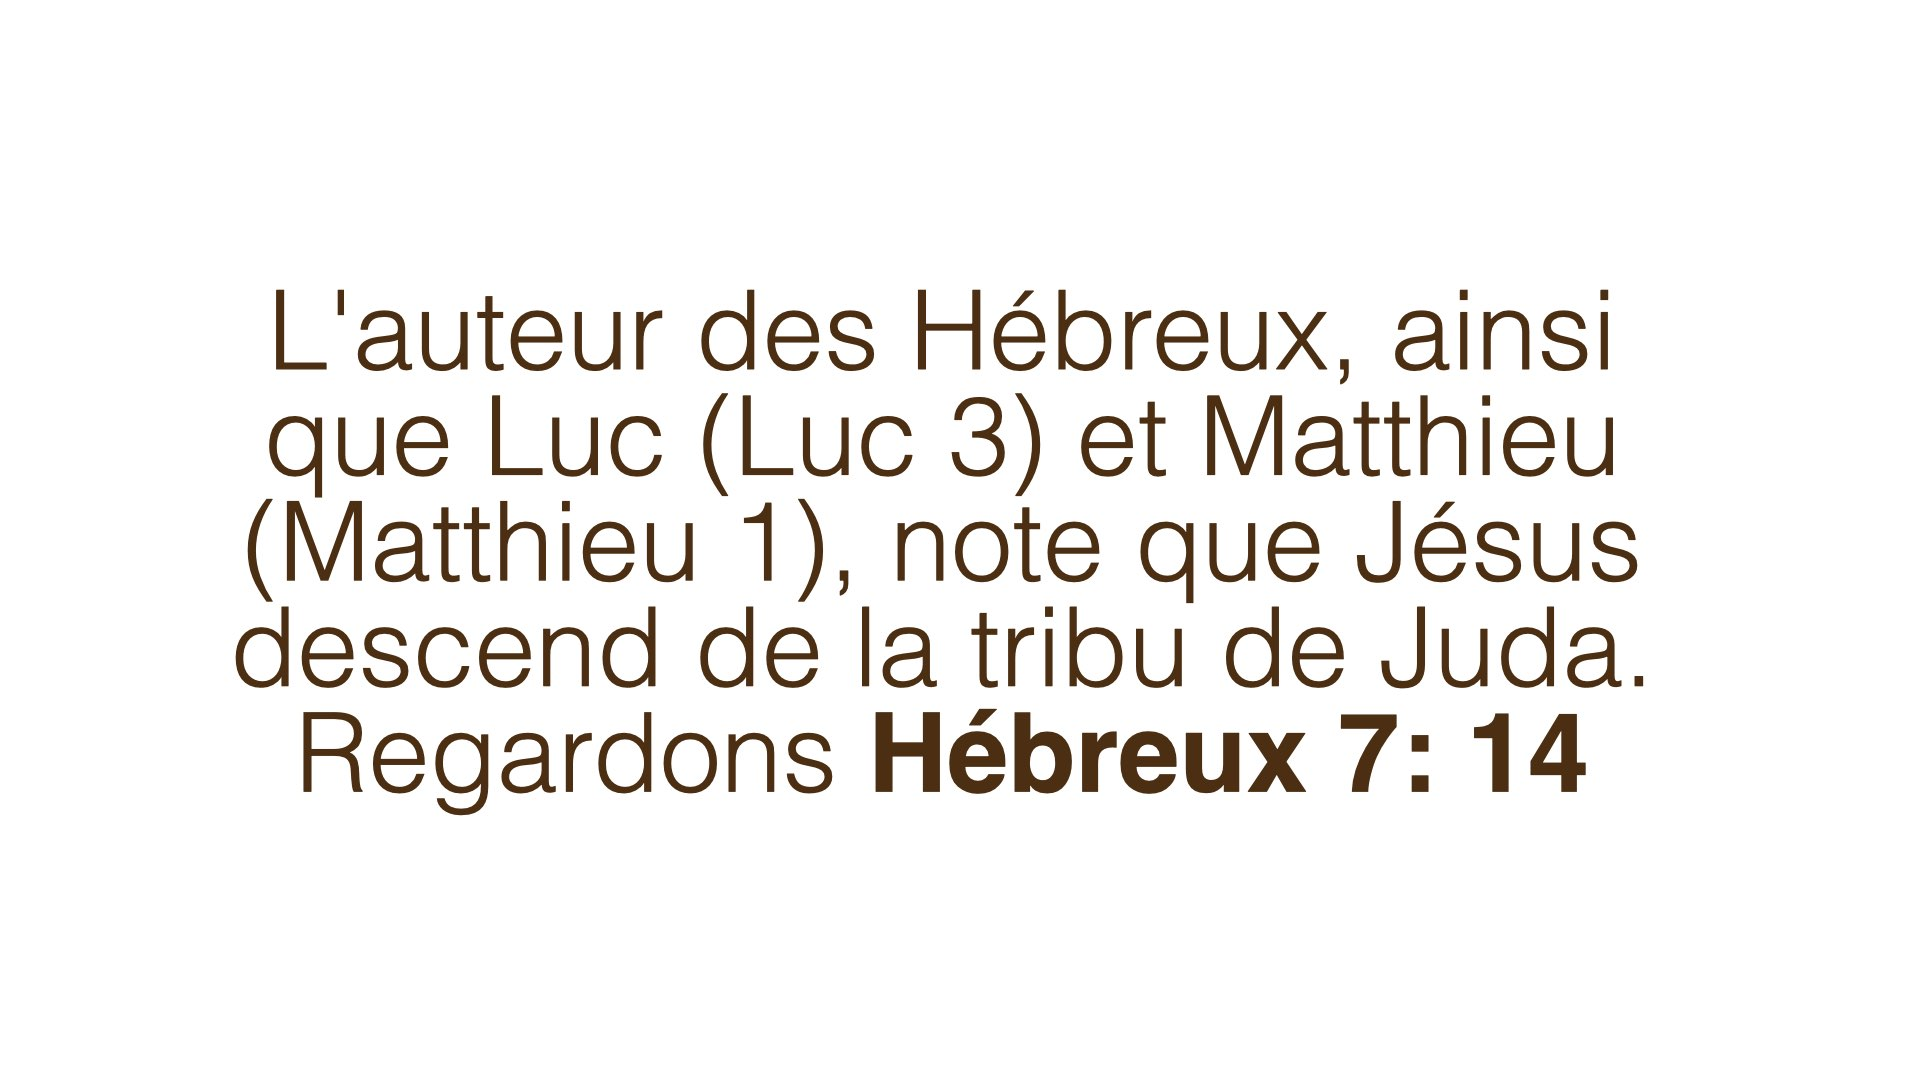 L'auteur des Hébreux, ainsi
que Luc (Luc 3) et Matthieu
(Matthieu 1), note que Jésus
descend de la tribu de Juda.
Regardons Hébreux 7: 14